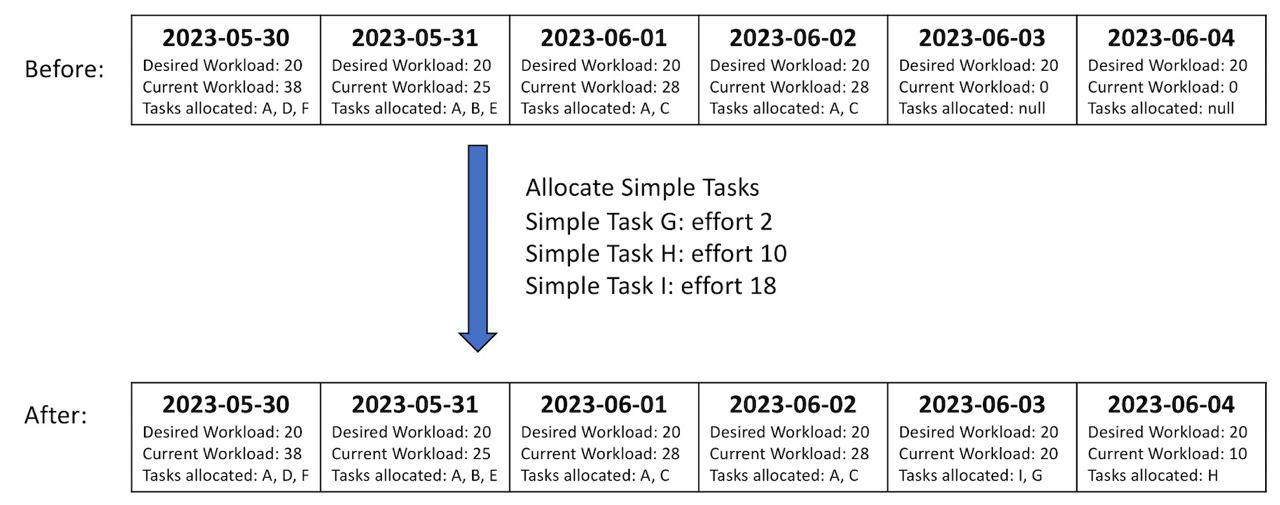 Before:
2023-05-30
Desired Workload: 20
Current Workload: 38
Tasks allocated: A, D, F
2023-05-31
Desired Workload: 20
Current Workload: 25
Tasks allocated: A, B, E
2023-06-01
Desired Workload: 20
Current Workload: 28
Tasks allocated: A, C
2023-06-02
Desired Workload: 20
Current Workload: 28
Tasks allocated: A, C
2023-06-03
Desired Workload: 20
Current Workload: 0
Tasks allocated: null
2023-06-04
Desired Workload: 20
Current Workload: 0
Tasks allocated: null
Allocate Simple Tasks
Simple Task G: effort 2
Simple Task H: effort 10
Simple Task I: effort 18
After:
2023-05-30
Desired Workload: 20
Current Workload: 38
Tasks allocated: A, D, F
2023-05-31
Desired Workload: 20
Current Workload: 25
Tasks allocated: A, B, E
2023-06-01
Desired Workload: 20
Current Workload: 28
Tasks allocated: A, C
2023-06-02
Desired Workload: 20
Current Workload: 28
Tasks allocated: A, C
2023-06-03
Desired Workload: 20
Current Workload: 20
Tasks allocated: I, G
2023-06-04
Desired Workload: 20
Current Workload: 10
Tasks allocated: H